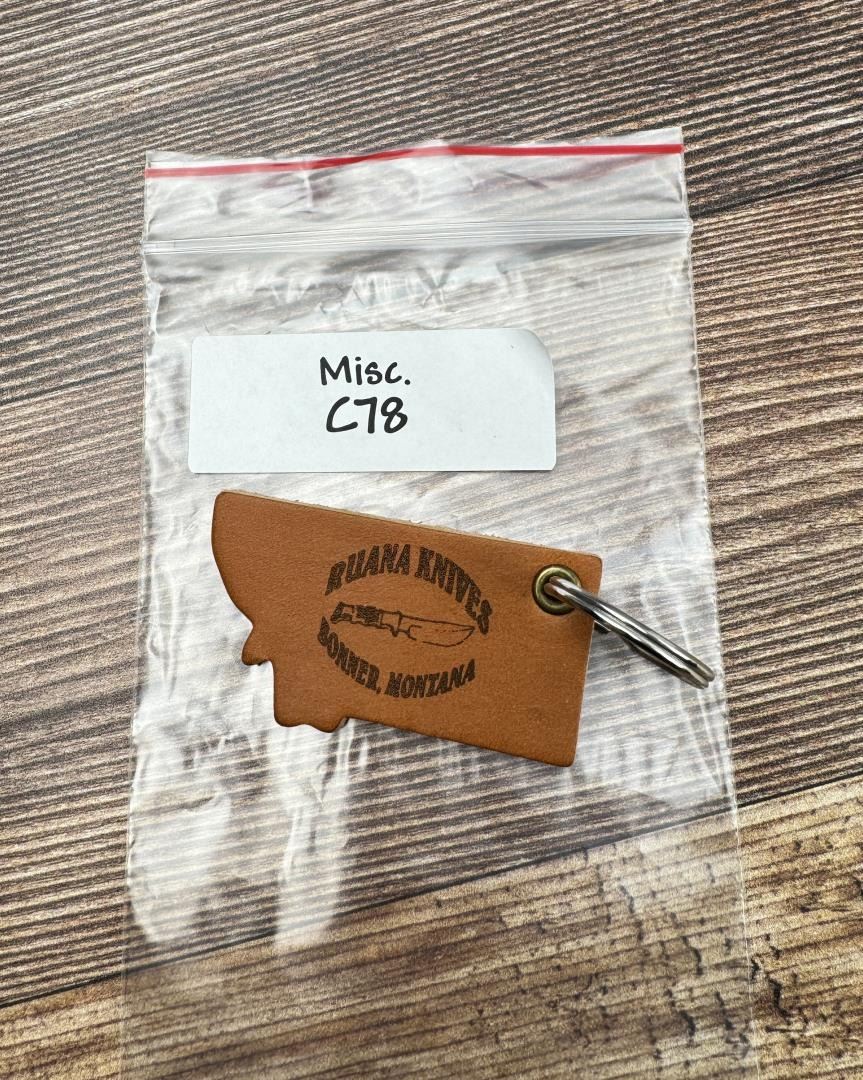 Misc.
C78
RUANA KNIVES
BONNER, MONTANA